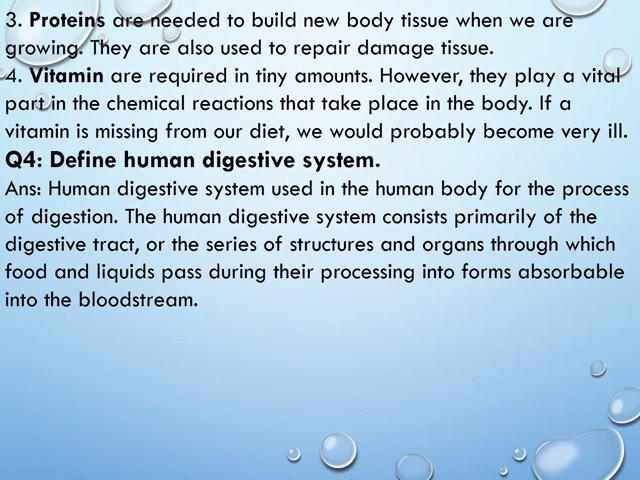 3. Proteins are needed to build new body tissue when we are
growing. They are also used to repair damage tissue.
4. Vitamin are required in tiny amounts. However, they play a vital
part in the chemical reactions that take place in the body. If a
vitamin is missing from our diet, we would probably become very ill.
Q4: Define human digestive system.
Ans: Human digestive system used in the human body for the process
of digestion. The human digestive system consists primarily of the
digestive tract, or the series of structures and organs through which
food and liquids pass during their processing into forms absorbable
into the bloodstream.